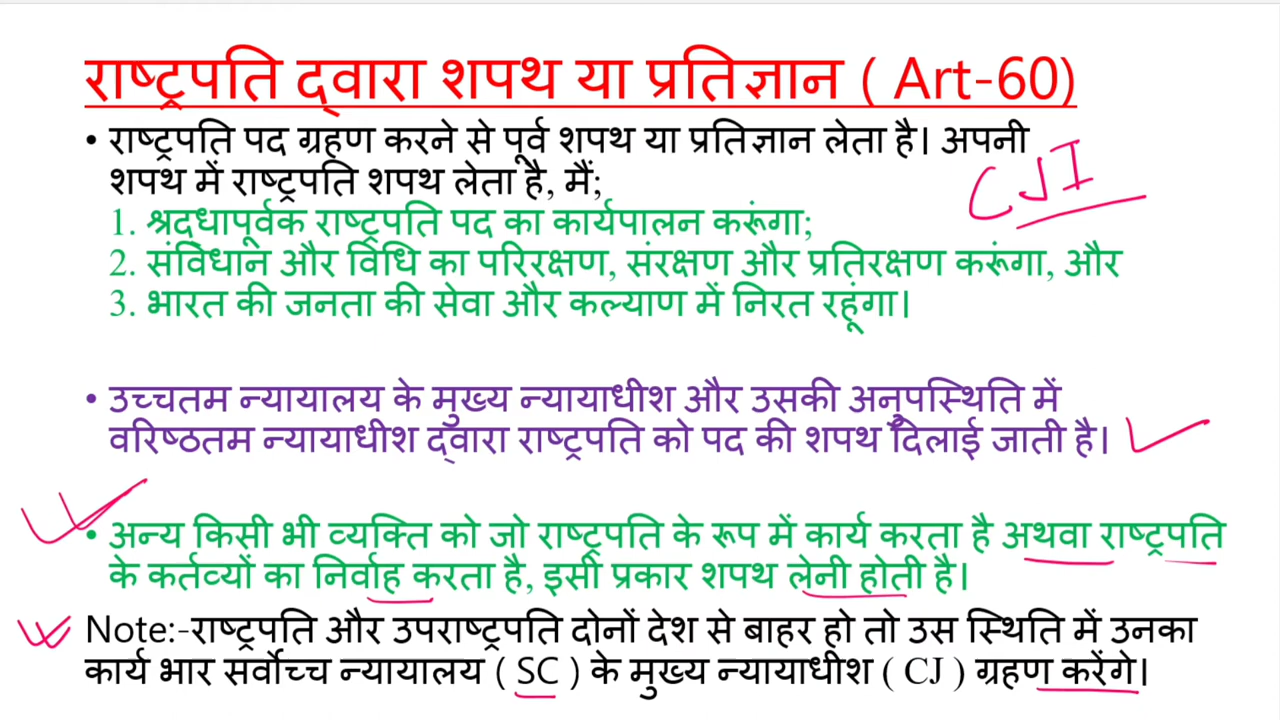 राष्ट्रपति द्वारा शपथ या प्रतिज्ञान ( Art-60)
• राष्ट्रपति पद ग्रहण करने से पूर्व शपथ या प्रतिज्ञान लेता है। अपनी
शपथ में राष्ट्रपति शपथ लेता है, मैं;
CJI
1. श्रद्धापूर्वक राष्ट्रपति पद का कार्यपालन करूंगा;
2. संविधान और विधि का परिरक्षण, संरक्षण और प्रतिरक्षण करूंगा, और
3. भारत की जनता की सेवा और कल्याण में निरत रहूंगा।
• उच्चतम न्यायालय के मुख्य न्यायाधीश और उसकी अनुपस्थिति में
वरिष्ठतम न्यायाधीश द्वारा राष्ट्रपति को पद की शपथ दिलाई जाती है।
• अन्य किसी भी व्यक्ति को जो राष्ट्रपति के रूप में कार्य करता है अथवा राष्ट्रपति
के कर्तव्यों का निर्वाह करता है, इसी प्रकार शपथ लेनी होती है।
Note:-राष्ट्रपति और उपराष्ट्रपति दोनों देश से बाहर हो तो उस स्थिति में उनका
कार्य भार सर्वोच्च न्यायालय ( SC ) के मुख्य न्यायाधीश ( CJ ) ग्रहण करेंगे।